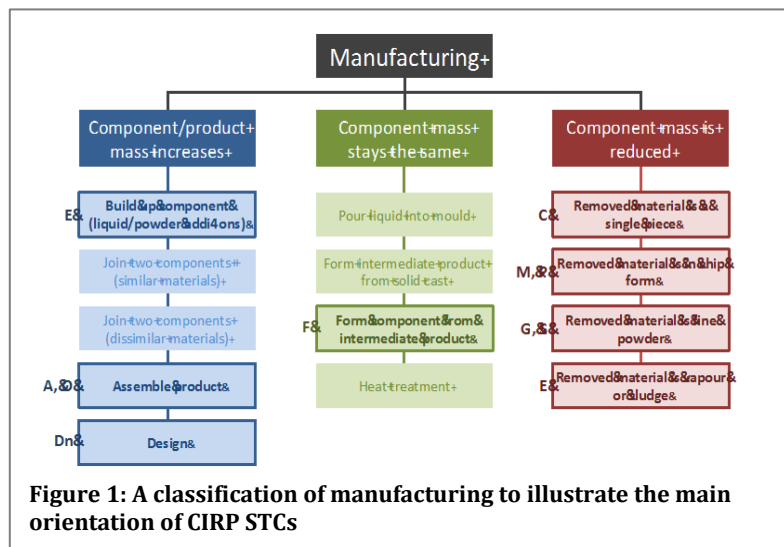 Manufacturing+
Component/product+
mass+increases+
E&
Build&up&component&
(liquid/powder&addi4ons)&
Join+two+components++
(similar+materials)+
Join+two+components+
(dissimilar+materials)+
A,&O&
Assemble&product&
Dn&
Design&
Component+mass+
stays+the+same+
Pour+liquid+into+mould+
Form+intermediate+product+
from+solid+cast+
F&
Form&component&from&
intermediate&product&
Heat+treatment+
Component+mass+is+
reduced+
C&
Removed&material&is&a&
single&piece&
Removed&material&is&in&chip&
form&
Removed&material&is&fine&
powder&
E&
Removed&material&is&vapour&
or&sludge&
Figure 1: A classification of manufacturing to illustrate the main
orientation of CIRP STCs